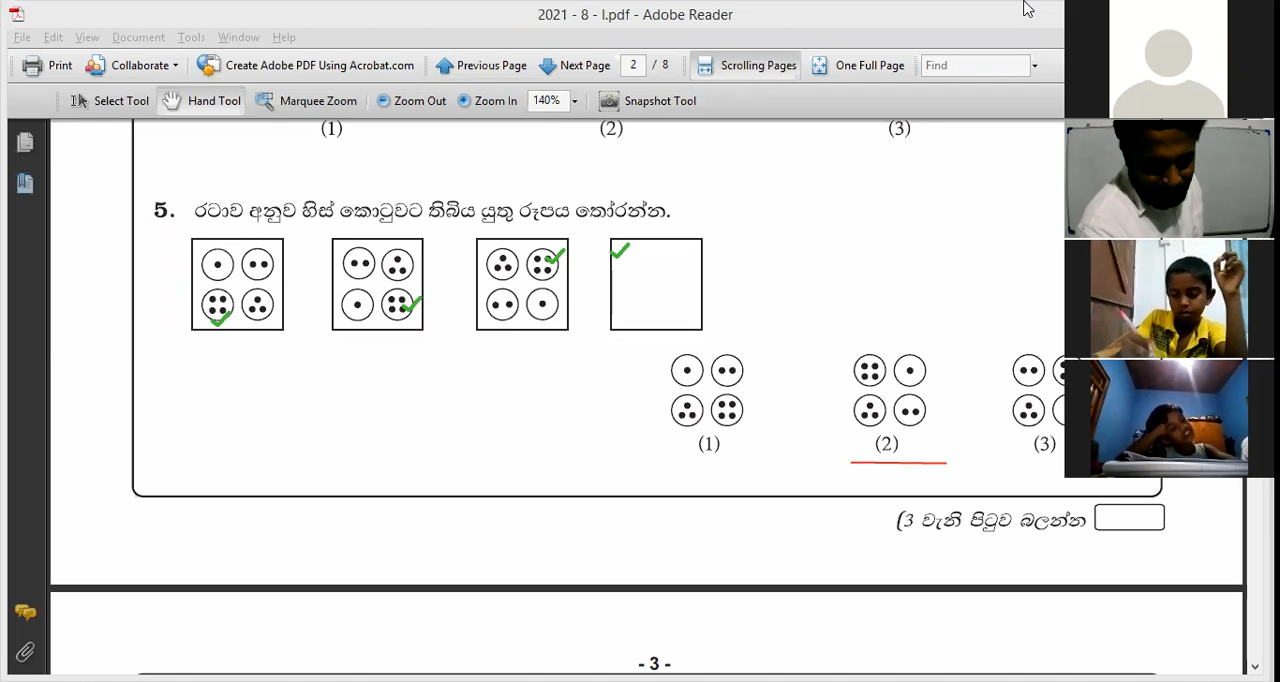 2021 - 8 - I.pdf - Adobe Reader
File Edit View Document Tools Window Help
Print Collaborate Create Adobe PDF Using Acrobat.com Previous Page Next Page 2 / 8 Scrolling Pages One Full Page Find
Select Tool Hand Tool Marquee Zoom Zoom Out Zoom In 140% Snapshot Tool
(1) (2) (3)
5. රටාව අනුව හිස් කොටුවට තිබිය යුතු රූපය තෝරන්න.
(1) (2) (3)
(3 වැනි පිටුව බලන්න
- 3 -